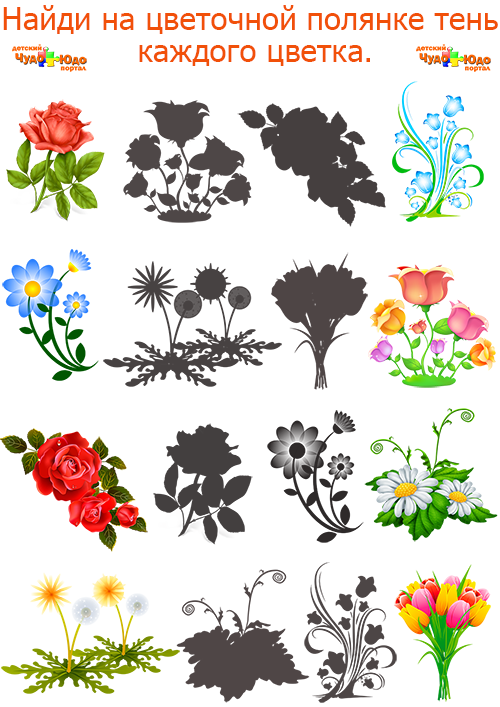 Найди на цветочной полянке тень
каждого цветка.
детский
Чудо-Юдо
портал
детский
Чудо-Юдо
портал